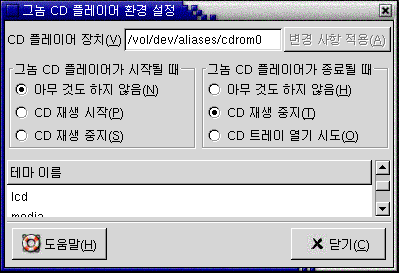 그놈 CD 플레이어 환경 설정
CD 플레이어 장치(V) /vol/dev/aliases/cdrom0 변경 사항 적용(A)
그놈 CD 플레이어가 시작될 때 그놈 CD 플레이어가 종료될 때
아무 것도 하지 않음(N) 아무 것도 하지 않음(H)
CD 재생 시작(P) CD 재생 중지(T)
CD 재생 중지(S) CD 트레이 열기 시도(O)
테마 이름
lcd
media
도움말(H) 닫기(C)